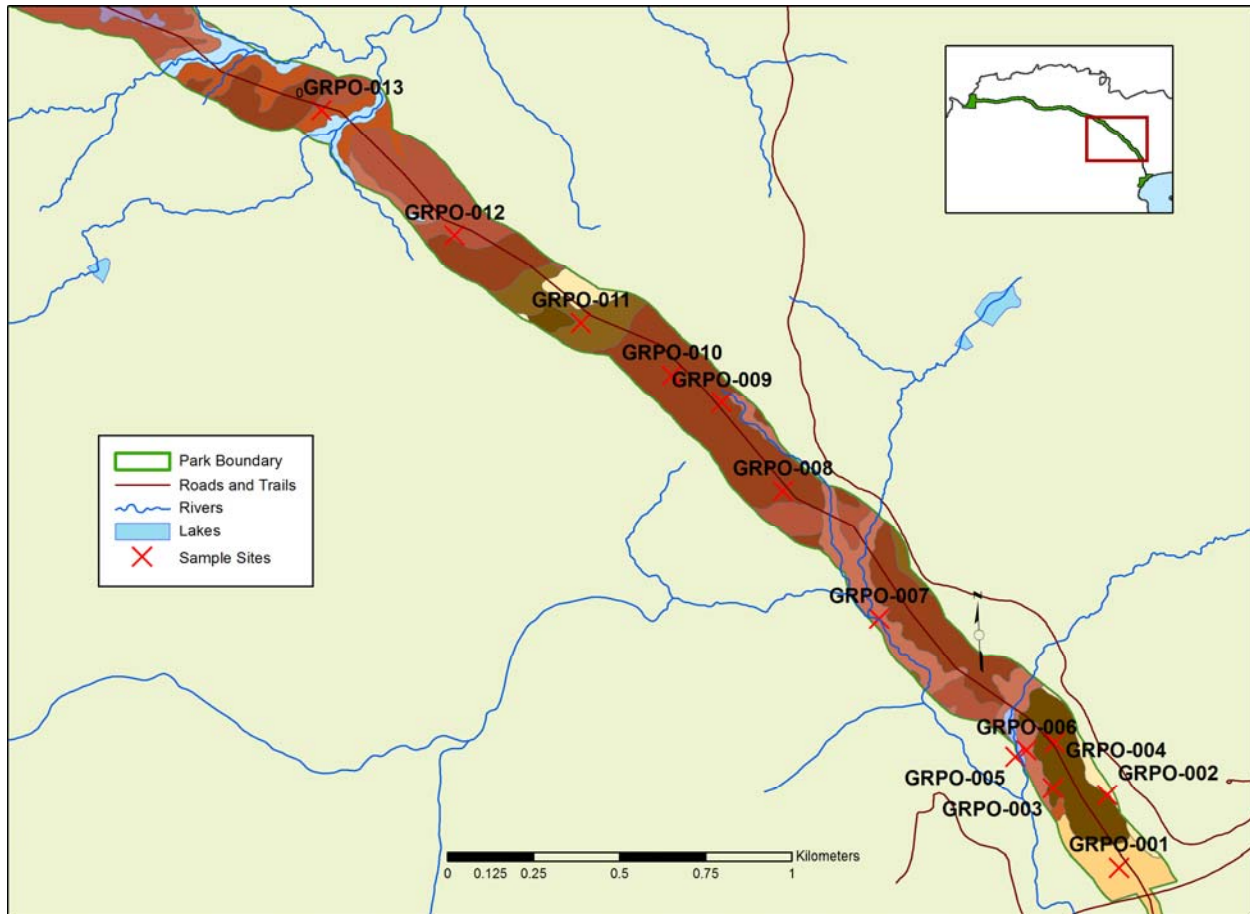 0
GRPO-013
GRPO-012
GRPO-011
GRPO-010
GRPO-009
GRPO-008
Park Boundary
Roads and Trails
Rivers
Lakes
Sample Sites
GRPO-007
N
GRPO-006
GRPO-004
GRPO-005
GRPO-002
GRPO-003
GRPO-001
Kilometers
0 0.125 0.25 0.5 0.75 1